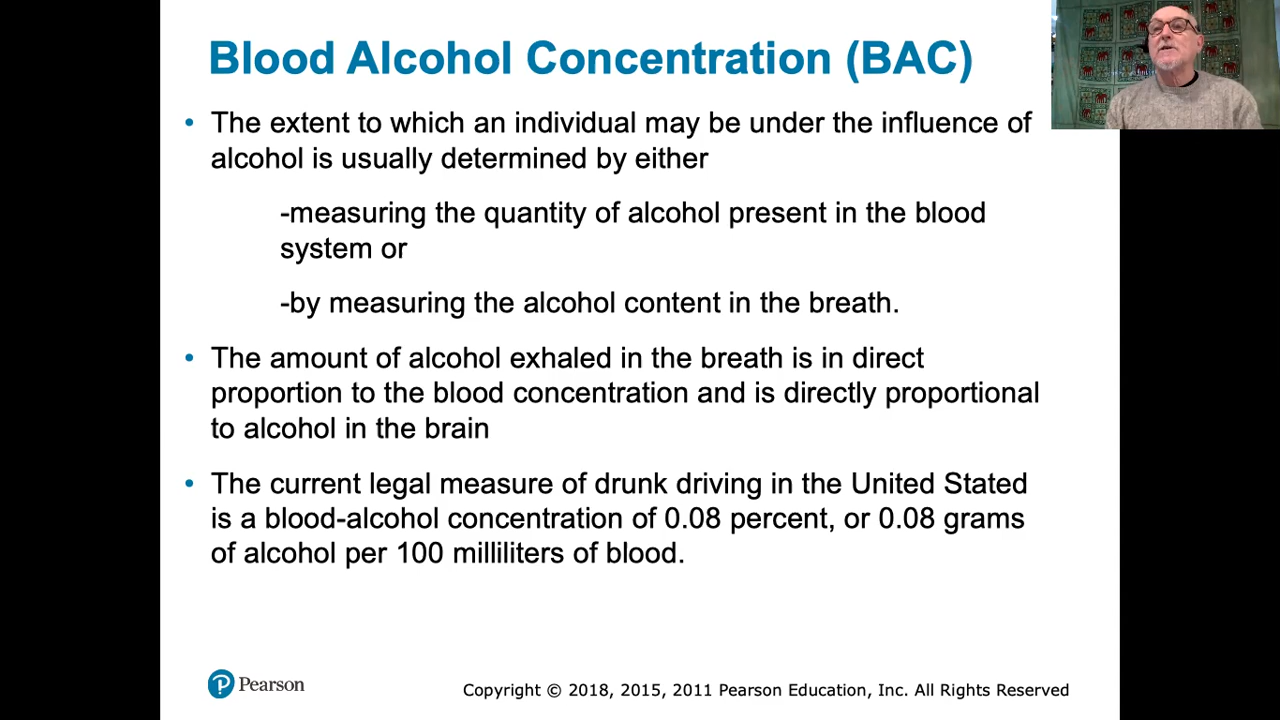 Blood Alcohol Concentration (BAC)
• The extent to which an individual may be under the influence of
alcohol is usually determined by either
-measuring the quantity of alcohol present in the blood
system or
-by measuring the alcohol content in the breath.
• The amount of alcohol exhaled in the breath is in direct
proportion to the blood concentration and is directly proportional
to alcohol in the brain
• The current legal measure of drunk driving in the United Stated
is a blood-alcohol concentration of 0.08 percent, or 0.08 grams
of alcohol per 100 milliliters of blood.
P Pearson
Copyright © 2018, 2015, 2011 Pearson Education, Inc. All Rights Reserved